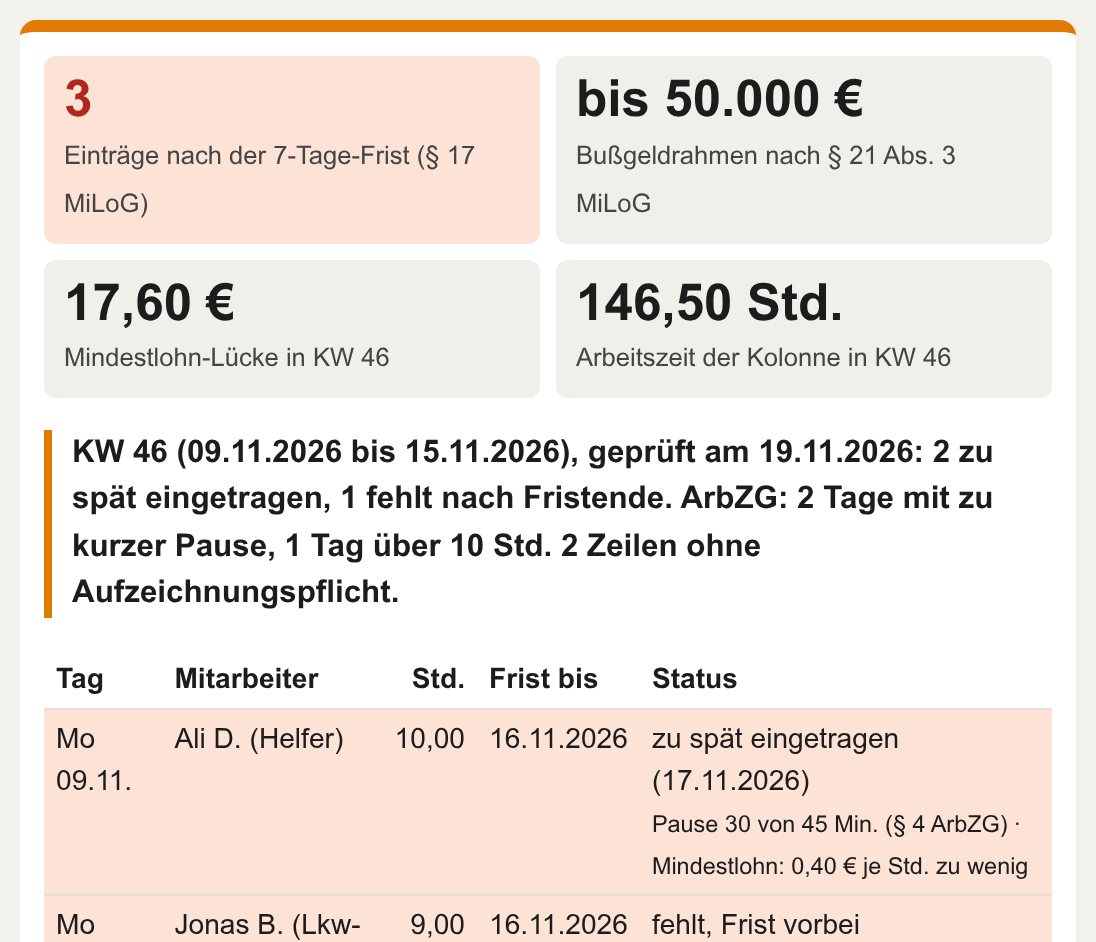 3
Einträge nach der 7-Tage-Frist (§ 17
MiLoG)
bis 50.000 €
Bußgeldrahmen nach § 21 Abs. 3
MiLoG
17,60 €
Mindestlohn-Lücke in KW 46
146,50 Std.
Arbeitszeit der Kolonne in KW 46
KW 46 (09.11.2026 bis 15.11.2026), geprüft am 19.11.2026: 2 zu
spät eingetragen, 1 fehlt nach Fristende. ArbZG: 2 Tage mit zu
kurzer Pause, 1 Tag über 10 Std. 2 Zeilen ohne
Aufzeichnungspflicht.
Tag Mitarbeiter Std. Frist bis Status
Mo Ali D. (Helfer) 10,00 16.11.2026 zu spät eingetragen
09.11. (17.11.2026)
Pause 30 von 45 Min. (§ 4 ArbZG) ·
Mindestlohn: 0,40 € je Std. zu wenig
Mo Jonas B. (Lkw- 9,00 16.11.2026 fehlt, Frist vorbei